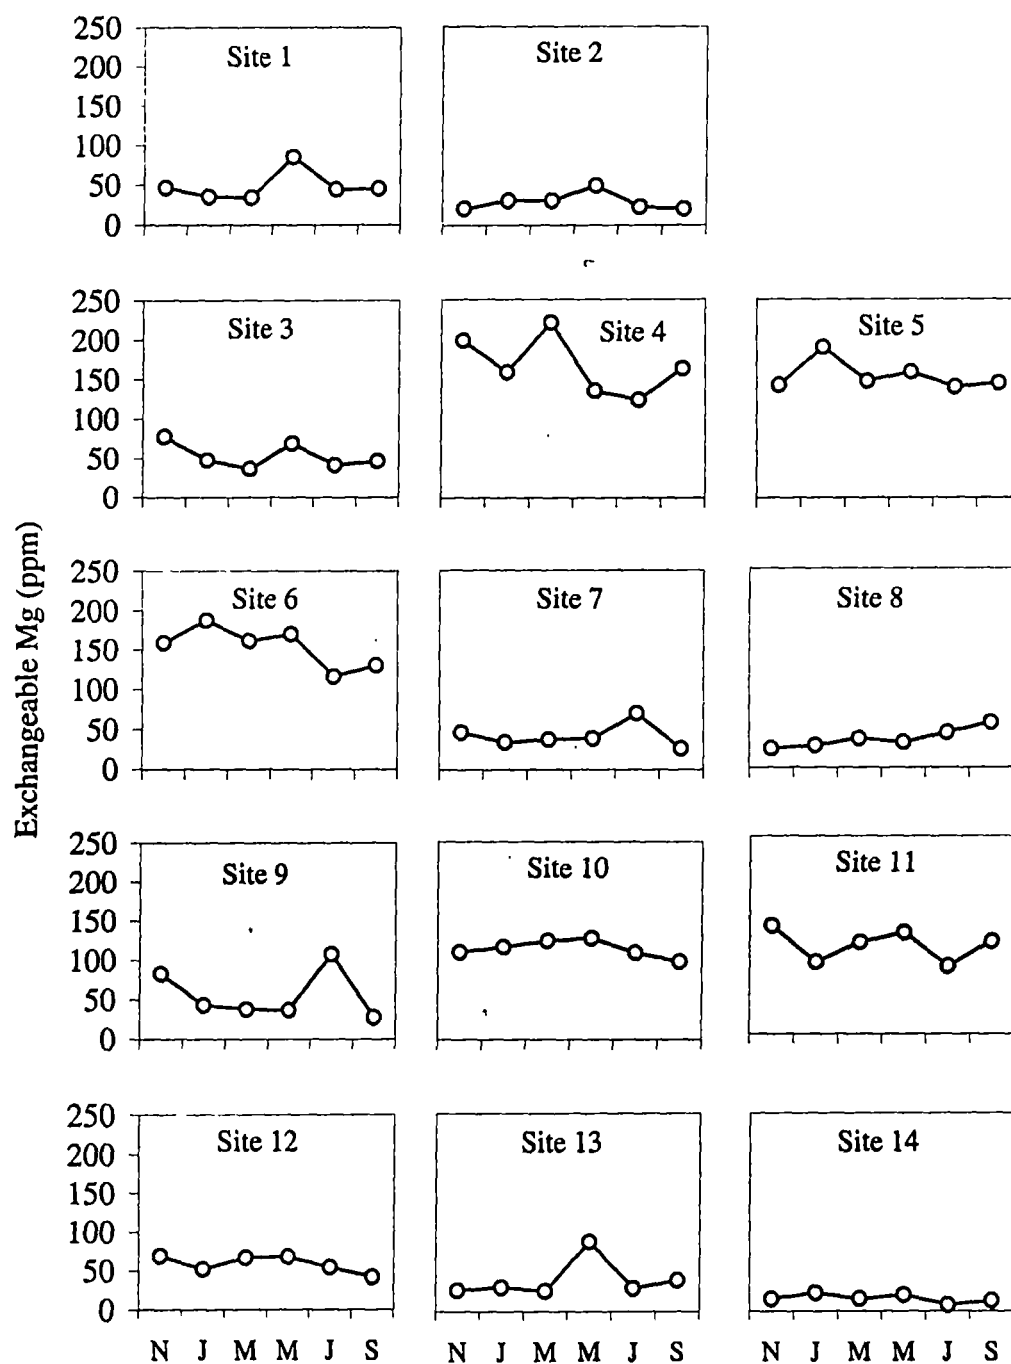 250
200
150
100
50
0
Site 1
Site 2
250
200
150
100
50
0
Site 3
Site 4
Site 5
Exchangeable Mg (ppm)
250
200
150
100
50
0
Site 6
Site 7
Site 8
250
200
150
100
50
0
Site 9
Site 10
Site 11
250
200
150
100
50
0
Site 12
Site 13
Site 14
N J M M J S
N J M M J S
N J M M J S